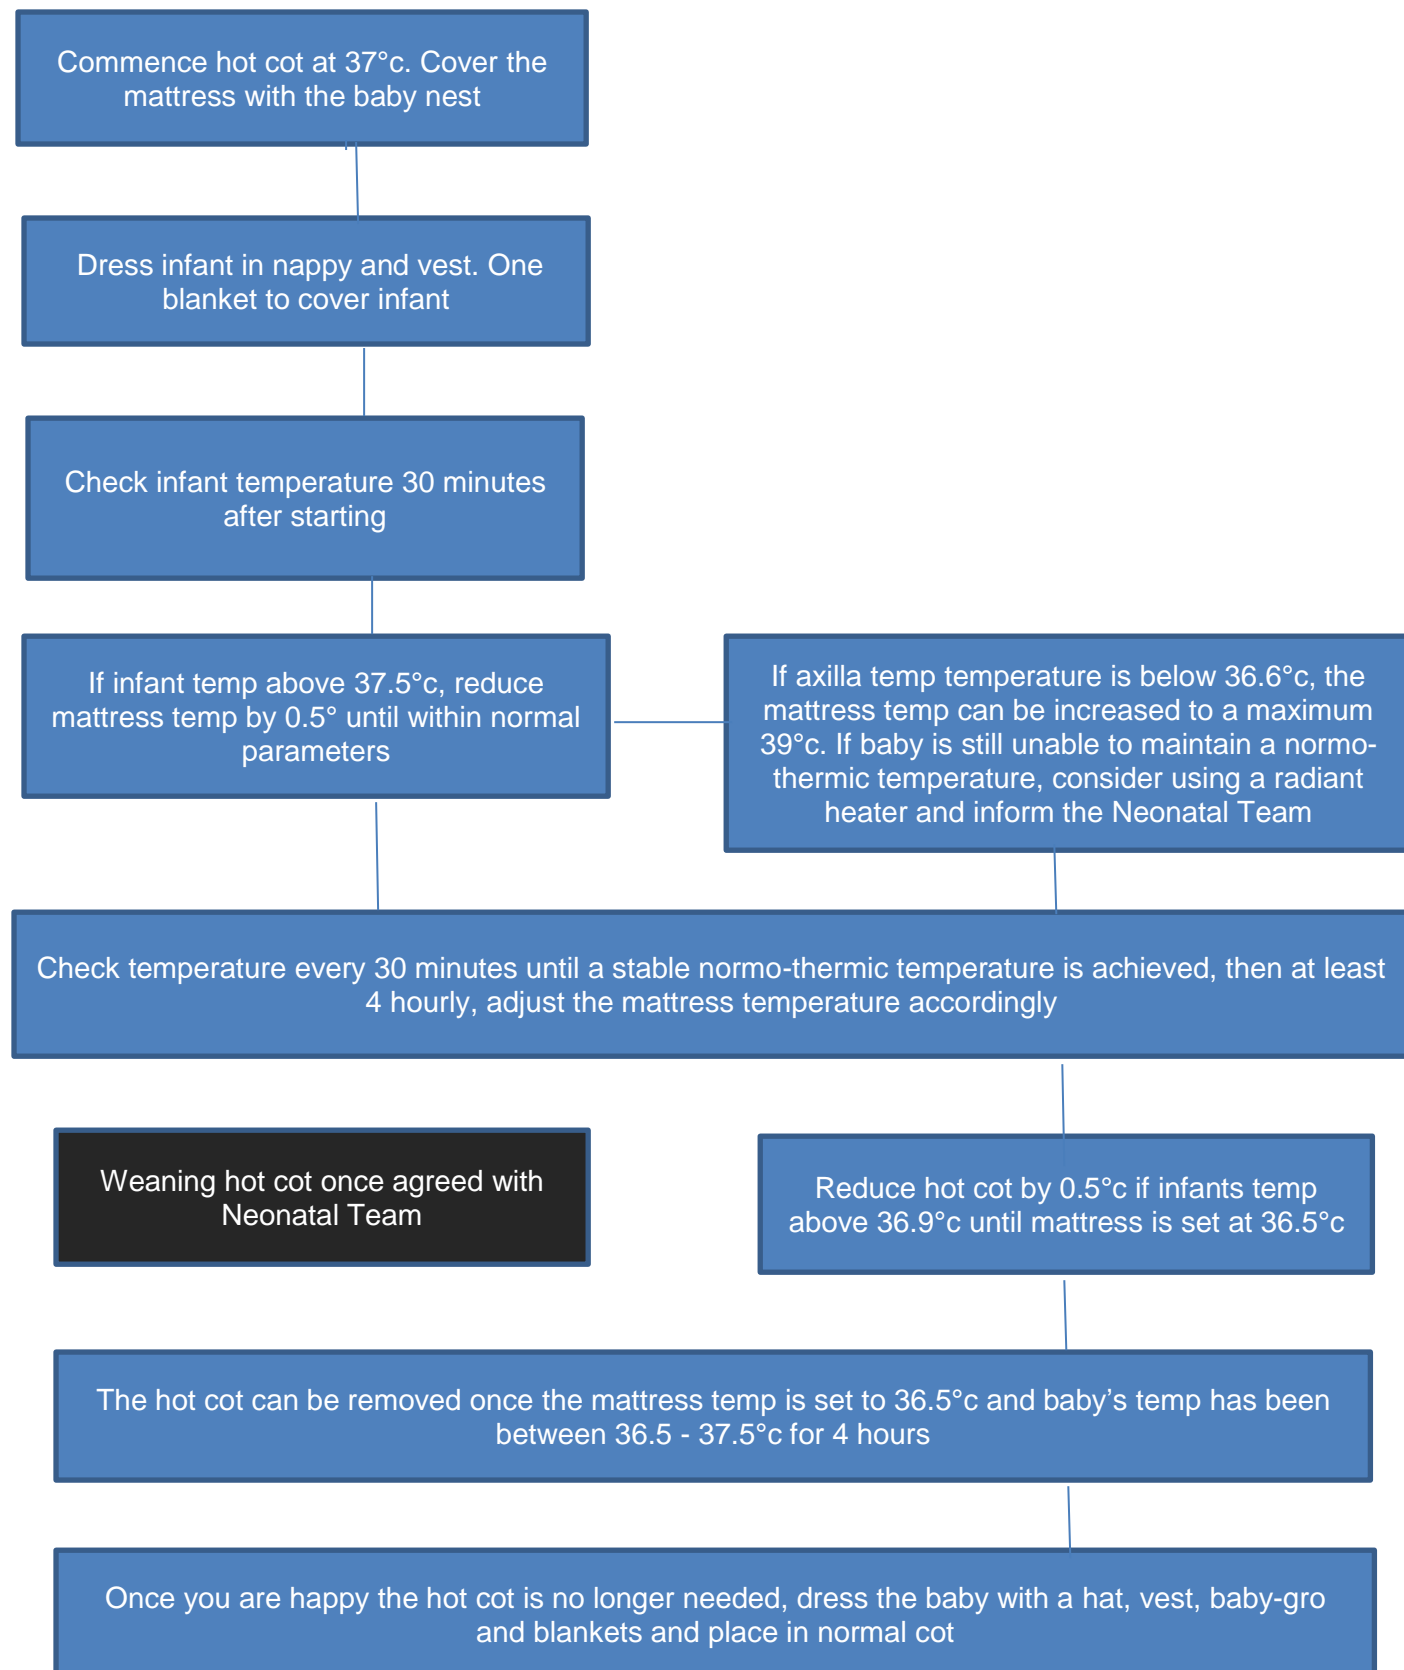 Commence hot cot at 37°c. Cover the
mattress with the baby nest
Dress infant in nappy and vest. One
blanket to cover infant
Check infant temperature 30 minutes
after starting
If infant temp above 37.5°c, reduce
mattress temp by 0.5° until within normal
parameters
If axilla temp temperature is below 36.6°c, the
mattress temp can be increased to a maximum
39°c. If baby is still unable to maintain a normo-
thermic temperature, consider using a radiant
heater and inform the Neonatal Team
Check temperature every 30 minutes until a stable normo-thermic temperature is achieved, then at least
4 hourly, adjust the mattress temperature accordingly
Weaning hot cot once agreed with
Neonatal Team
Reduce hot cot by 0.5°c if infants temp
above 36.9°c until mattress is set at 36.5°c
The hot cot can be removed once the mattress temp is set to 36.5°c and baby’s temp has been
between 36.5 - 37.5°c for 4 hours
Once you are happy the hot cot is no longer needed, dress the baby with a hat, vest, baby-gro
and blankets and place in normal cot